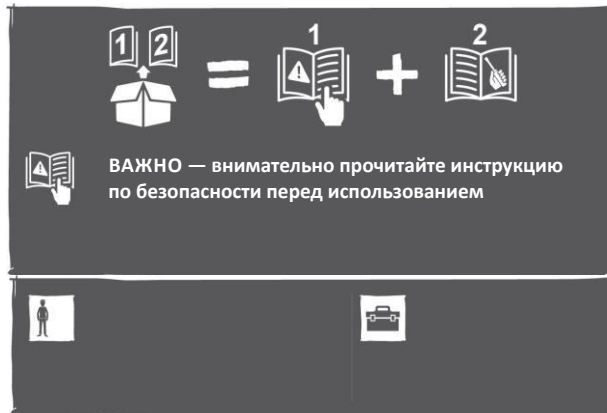 1 2
1
2
ВАЖНО — внимательно прочитайте инструкцию
по безопасности перед использованием